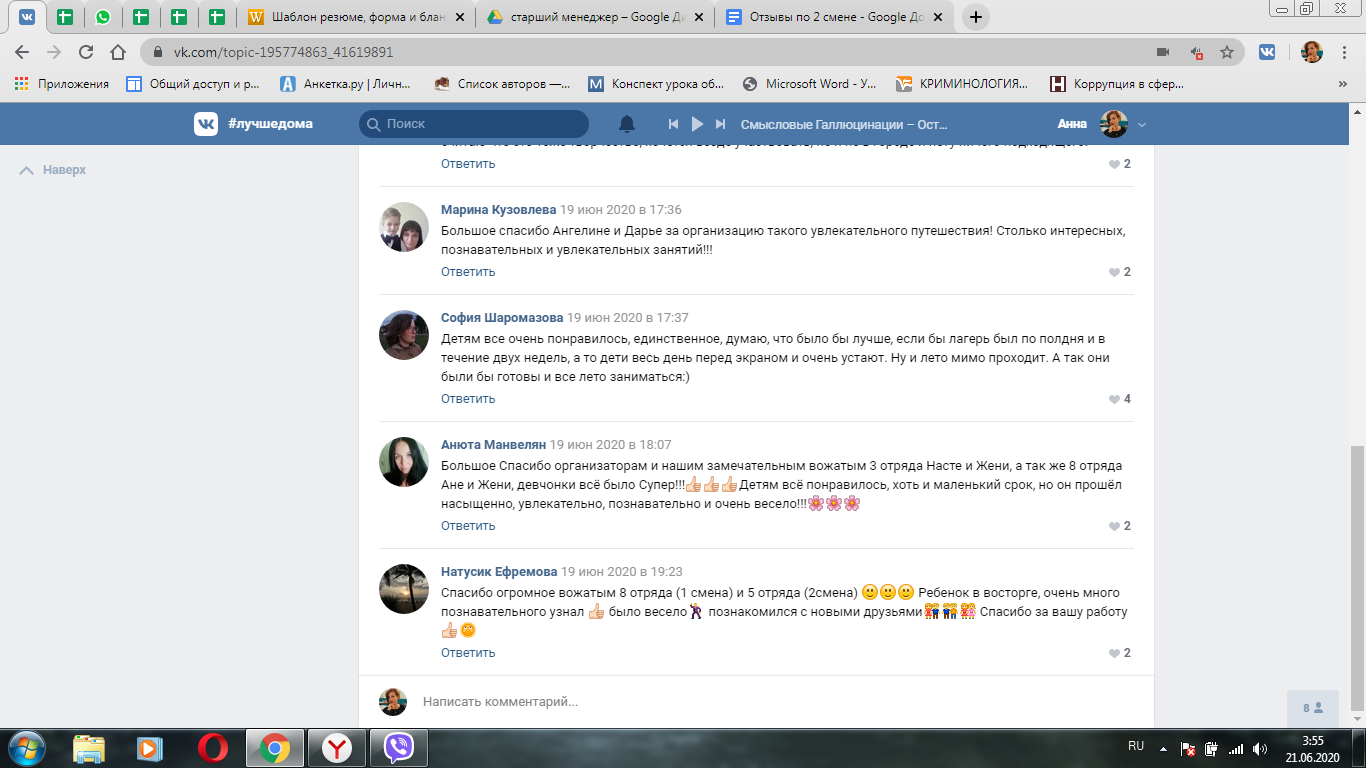 Шаблон резюме, форма и блан
старший менеджер – Google Ди
Отзывы по 2 смене - Google До
vk.com/topic-195774863_41619891
Приложения
Общий доступ и р...
Анкетка.ру | Личн...
Список авторов —...
Конспект урока об...
Microsoft Word - У...
КРИМИНОЛОГИЯ...
Коррупция в сфер...
»
#лучшедома
Поиск
Смысловые Галлюцинации – Ост...
Анна
Наверх
Ответить
2
Марина Кузовлева 19 июн 2020 в 17:36
Большое спасибо Ангелине и Дарье за организацию такого увлекательного путешествия! Столько интересных,
познавательных и увлекательных занятий!!!
Ответить
2
София Шаромазова 19 июн 2020 в 17:37
Детям все очень понравилось, единственное, думаю, что было бы лучше, если бы лагерь был по полдня и в
течение двух недель, а то дети весь день перед экраном и очень устают. Ну и лето мимо проходит. А так они
были бы готовы и все лето заниматься:)
Ответить
4
Анюта Манвелян 19 июн 2020 в 18:07
Большое Спасибо организаторам и нашим замечательным вожатым 3 отряда Насте и Жени, а так же 8 отряда
Ане и Жени, девчонки всё было Супер!!!👍🏻👍🏻👍🏻Детям всё понравилось, хоть и маленький срок, но он прошёл
насыщенно, увлекательно, познавательно и очень весело!!!🌸🌸🌸
Ответить
2
Натусик Ефремова 19 июн 2020 в 19:23
Спасибо огромное вожатым 8 отряда (1 смена) и 5 отряда (2смена) 🙂🙂🙂 Ребенок в восторге, очень много
познавательного узнал 👍🏻 было весело🕺 познакомился с новыми друзьями👫👬👭 Спасибо за вашу работу
👍🏻🌝
Ответить
2
Написать комментарий...
8
RU
3:55
21.06.2020